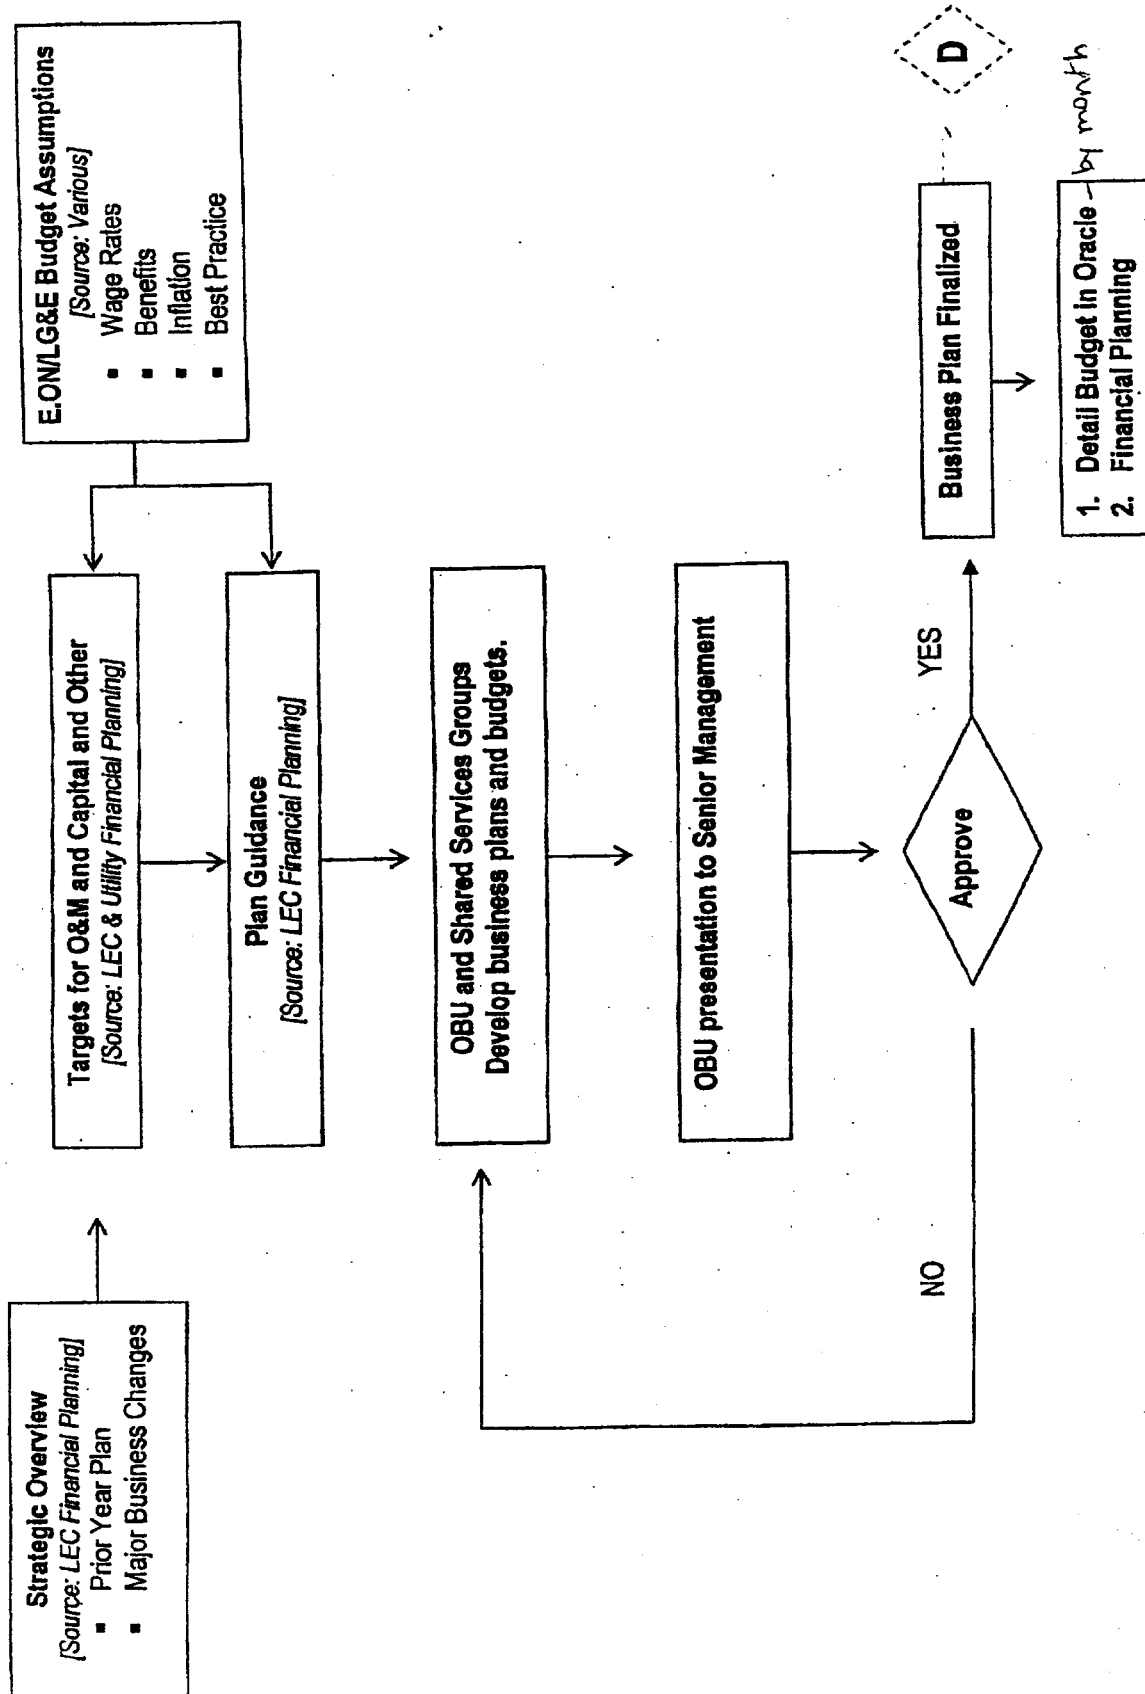 Strategic Overview
[Source: LEC Financial Planning]
▪ Prior Year Plan
▪ Major Business Changes
Targets for O&M and Capital and Other
[Source: LEC & Utility Financial Planning]
E.ON/LG&E Budget Assumptions
[Source: Various]
▪ Wage Rates
▪ Benefits
▪ Inflation
▪ Best Practice
Plan Guidance
[Source: LEC Financial Planning]
OBU and Shared Services Groups
Develop business plans and budgets.
OBU presentation to Senior Management
Approve
NO
YES
Business Plan Finalized
D
1. Detail Budget in Oracle - by month
2. Financial Planning